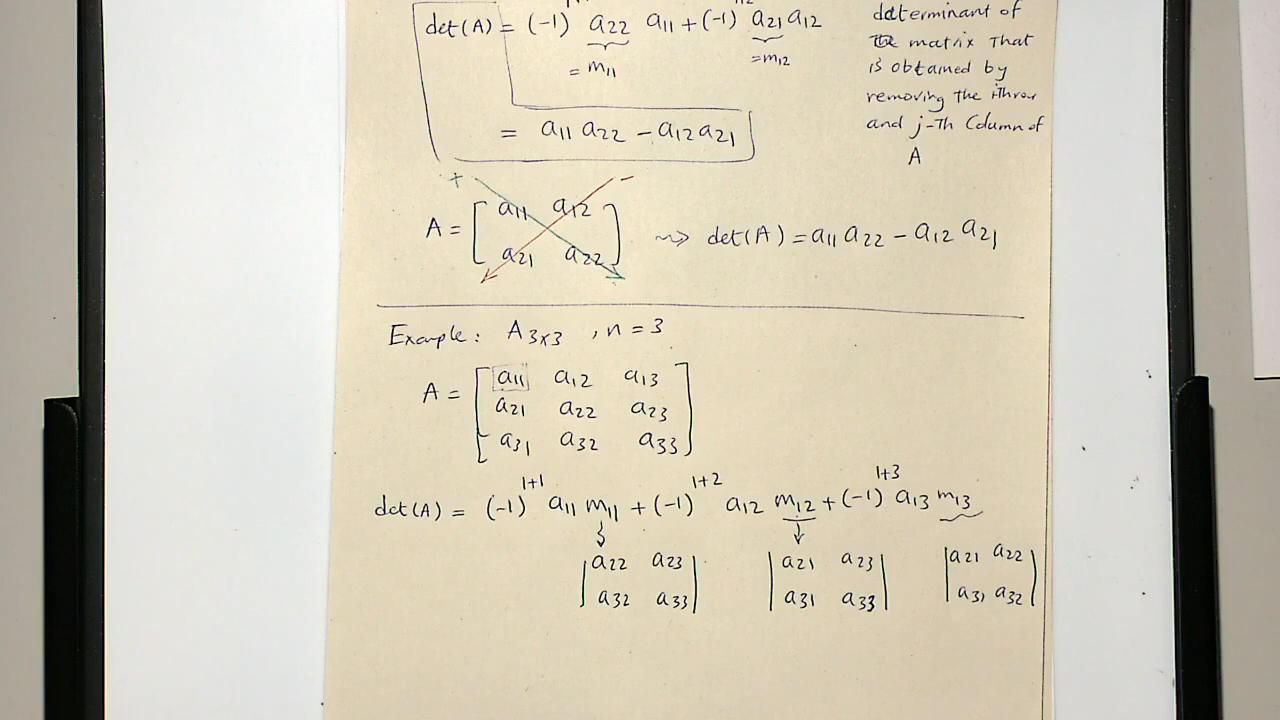 det(A) = (-1) a22 a11 + (-1) a21 a12
= m11
= m12
= a11 a22 - a12 a21
determinant of
The matrix That
is obtained by
removing The i-Th row
and j-Th Column of
A
+ -
A = [ a11 a12
a21 a22 ] ⇝ det(A) = a11 a22 - a12 a21
Example: A3×3 , n = 3
A = [ a11 a12 a13
a21 a22 a23
a31 a32 a33 ]
det(A) = (-1)^1+1 a11 m11 + (-1)^1+2 a12 m12 + (-1)^1+3 a13 m13
| a22 a23 | | a21 a23 | | a21 a22 |
| a32 a33 | | a31 a33 | | a31 a32 |